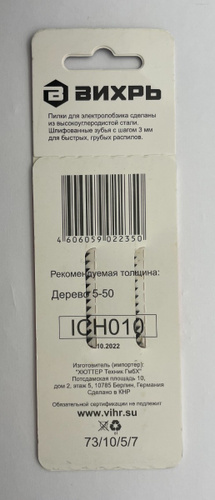 ВИХРЬ
Пилки для электролобзика сделаны
из высокоуглеродистой стали.
Шлифованные зубья с шагом 3 мм
для быстрых, грубых распилов.
4 606059 022350
Рекомендуемая толщина:
Дерево 5-50
ICH010
10.2022
Изготовитель (импортер):
"ХЮТТЕР Техник ГмбХ"
Потсдамская площадь 10,
дом 2, этаж 5, 10785 Берлин, Германия
Сделано в КНР
Обязательной сертификации не подлежит
www.vihr.su
73/10/5/7